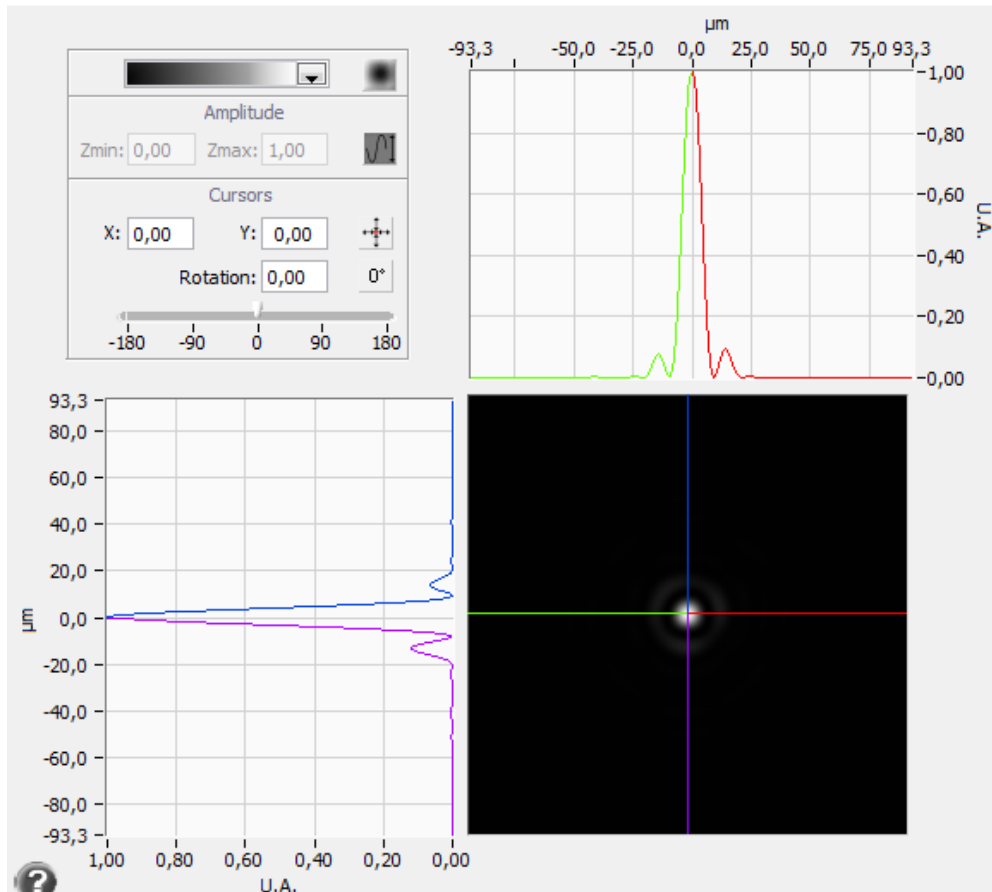 µm
-93,3 -50,0 -25,0 0,0 25,0 50,0 75,0 93,3
Amplitude
Zmin: 0,00 Zmax: 1,00
Cursors
X: 0,00 Y: 0,00
Rotation: 0,00 0°
-180 -90 0 90 180
1,00
0,80
0,60
0,40
0,20
0,00
U.A.
93,3
80,0
60,0
40,0
20,0
0,0
-20,0
-40,0
-60,0
-80,0
-93,3
µm
1,00 0,80 0,60 0,40 0,20 0,00
U.A.
?